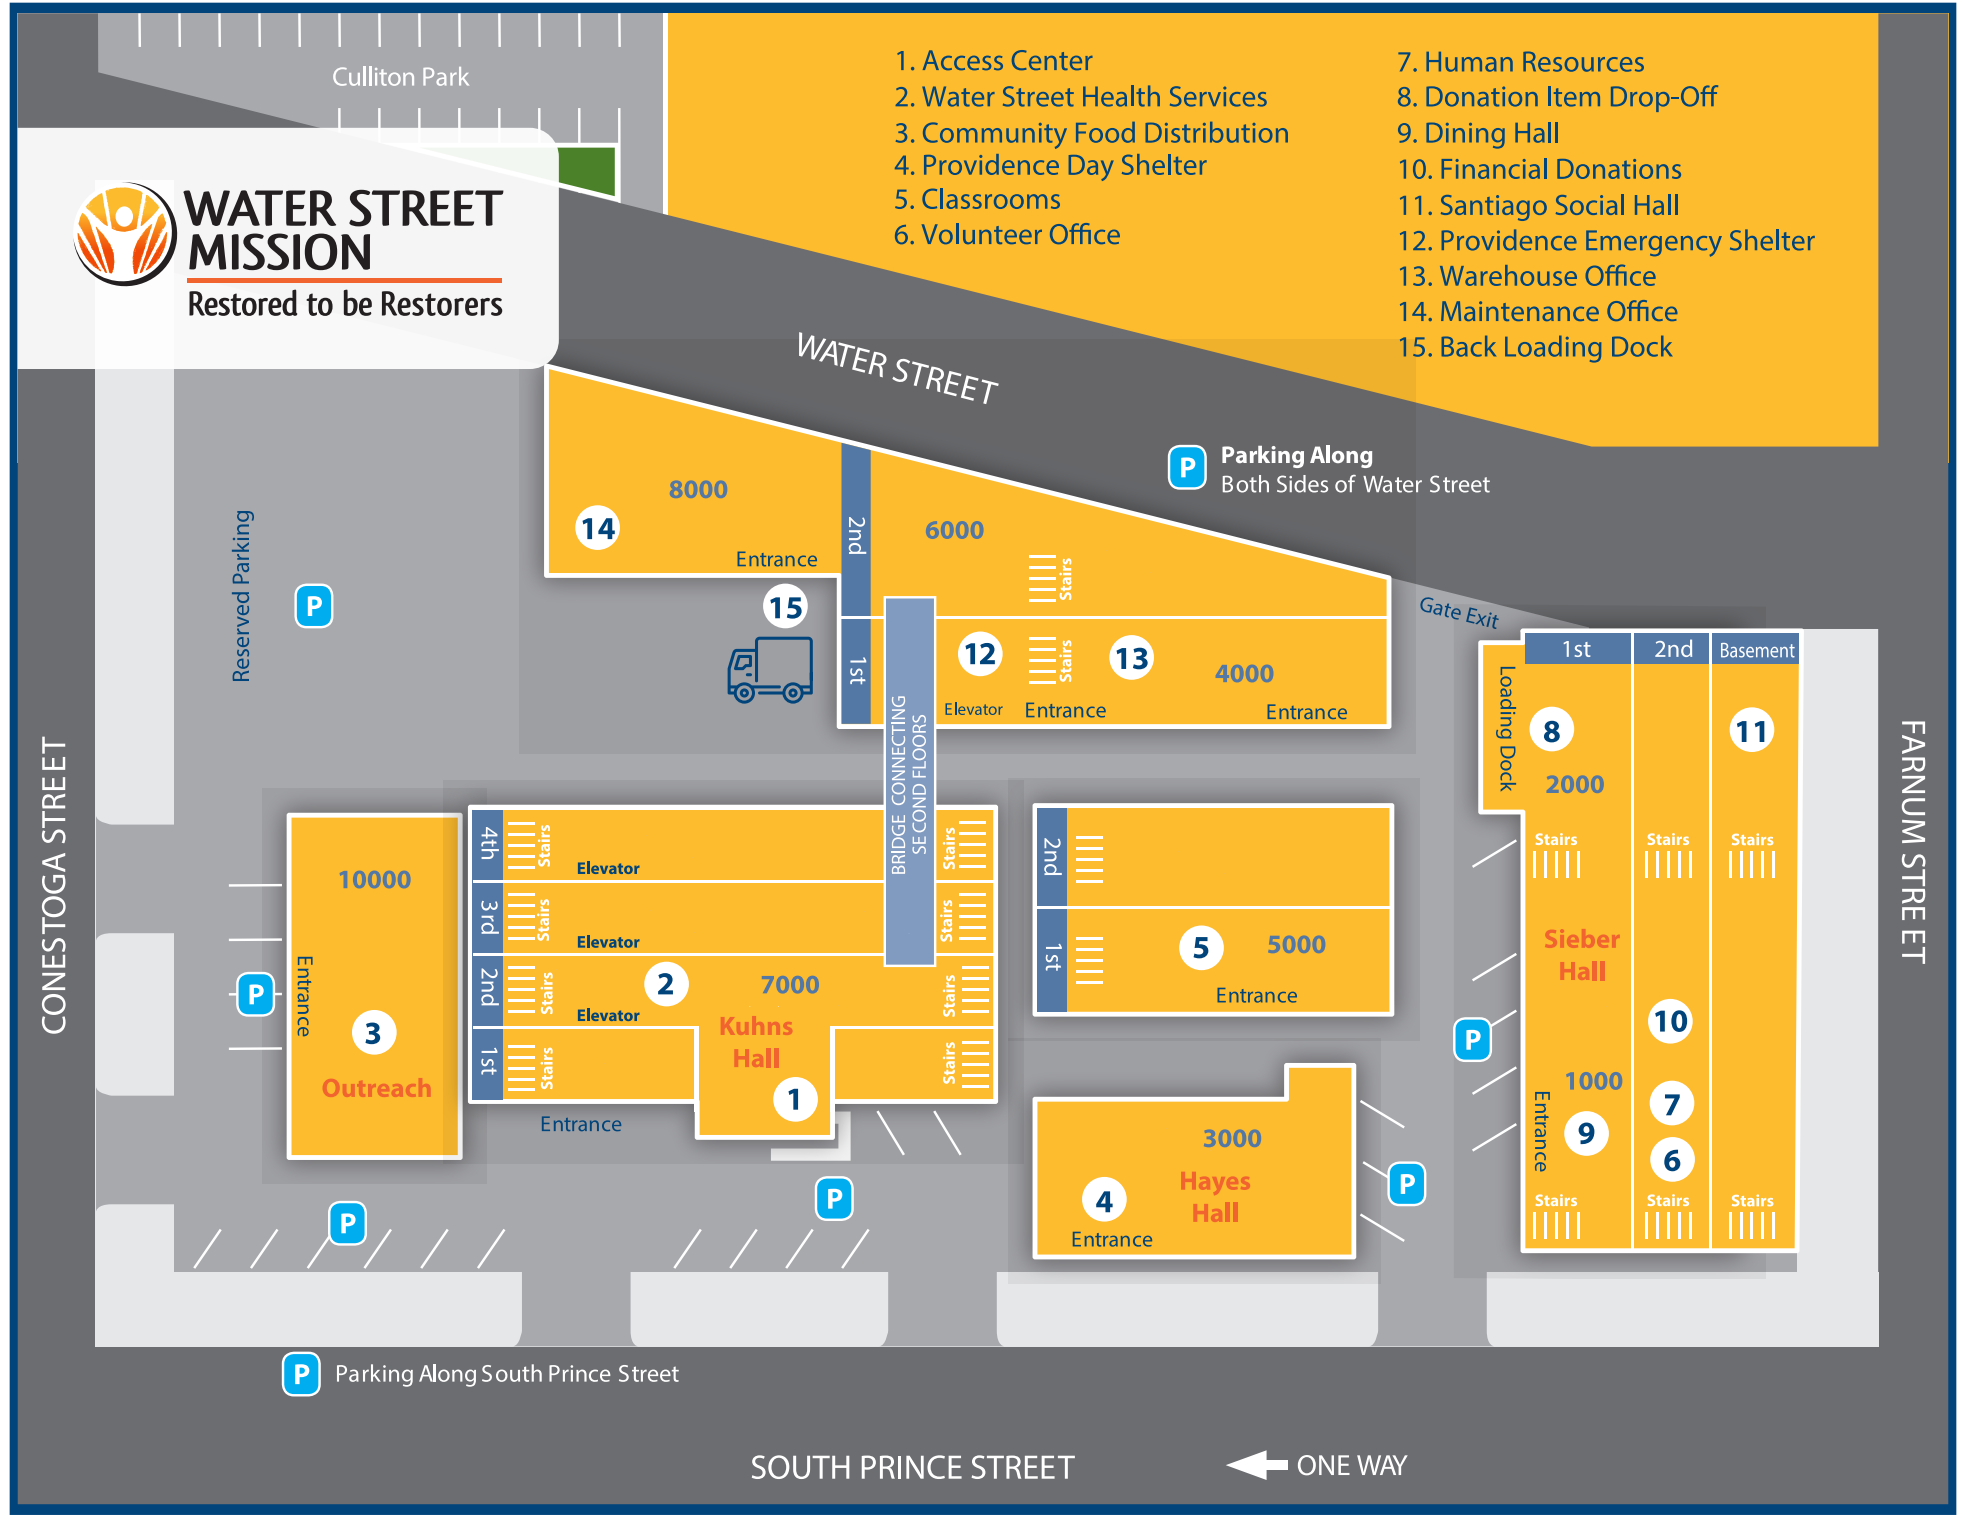 Culliton Park
WATER STREET
MISSION
Restored to be Restorers
1. Access Center
2. Water Street Health Services
3. Community Food Distribution
4. Providence Day Shelter
5. Classrooms
6. Volunteer Office
7. Human Resources
8. Donation Item Drop-Off
9. Dining Hall
10. Financial Donations
11. Santiago Social Hall
12. Providence Emergency Shelter
13. Warehouse Office
14. Maintenance Office
15. Back Loading Dock
WATER STREET
P
Parking Along
Both Sides of Water Street
8000
14
Entrance
15
2nd
6000
Stairs
1st
12
Stairs
13
4000
Elevator
Entrance
Entrance
Gate Exit
Reserved Parking
P
BRIDGE CONNECTING
SECOND FLOORS
CONESTOGA STREET
10000
Entrance
P
3
Outreach
4th
Stairs
Elevator
Stairs
3rd
Stairs
Elevator
Stairs
2nd
Stairs
Elevator
2
7000
Stairs
Kuhns
Hall
1st
Stairs
1
Stairs
Entrance
2nd
1st
5
5000
Entrance
3000
Hayes
Hall
4
Entrance
P
P
P
1st
2nd
Basement
Loading Dock
8
11
2000
Stairs
Stairs
Stairs
Sieber
Hall
10
P
1000
7
Entrance
9
6
Stairs
Stairs
Stairs
FARNUM STREET
P
Parking Along South Prince Street
SOUTH PRINCE STREET
ONE WAY